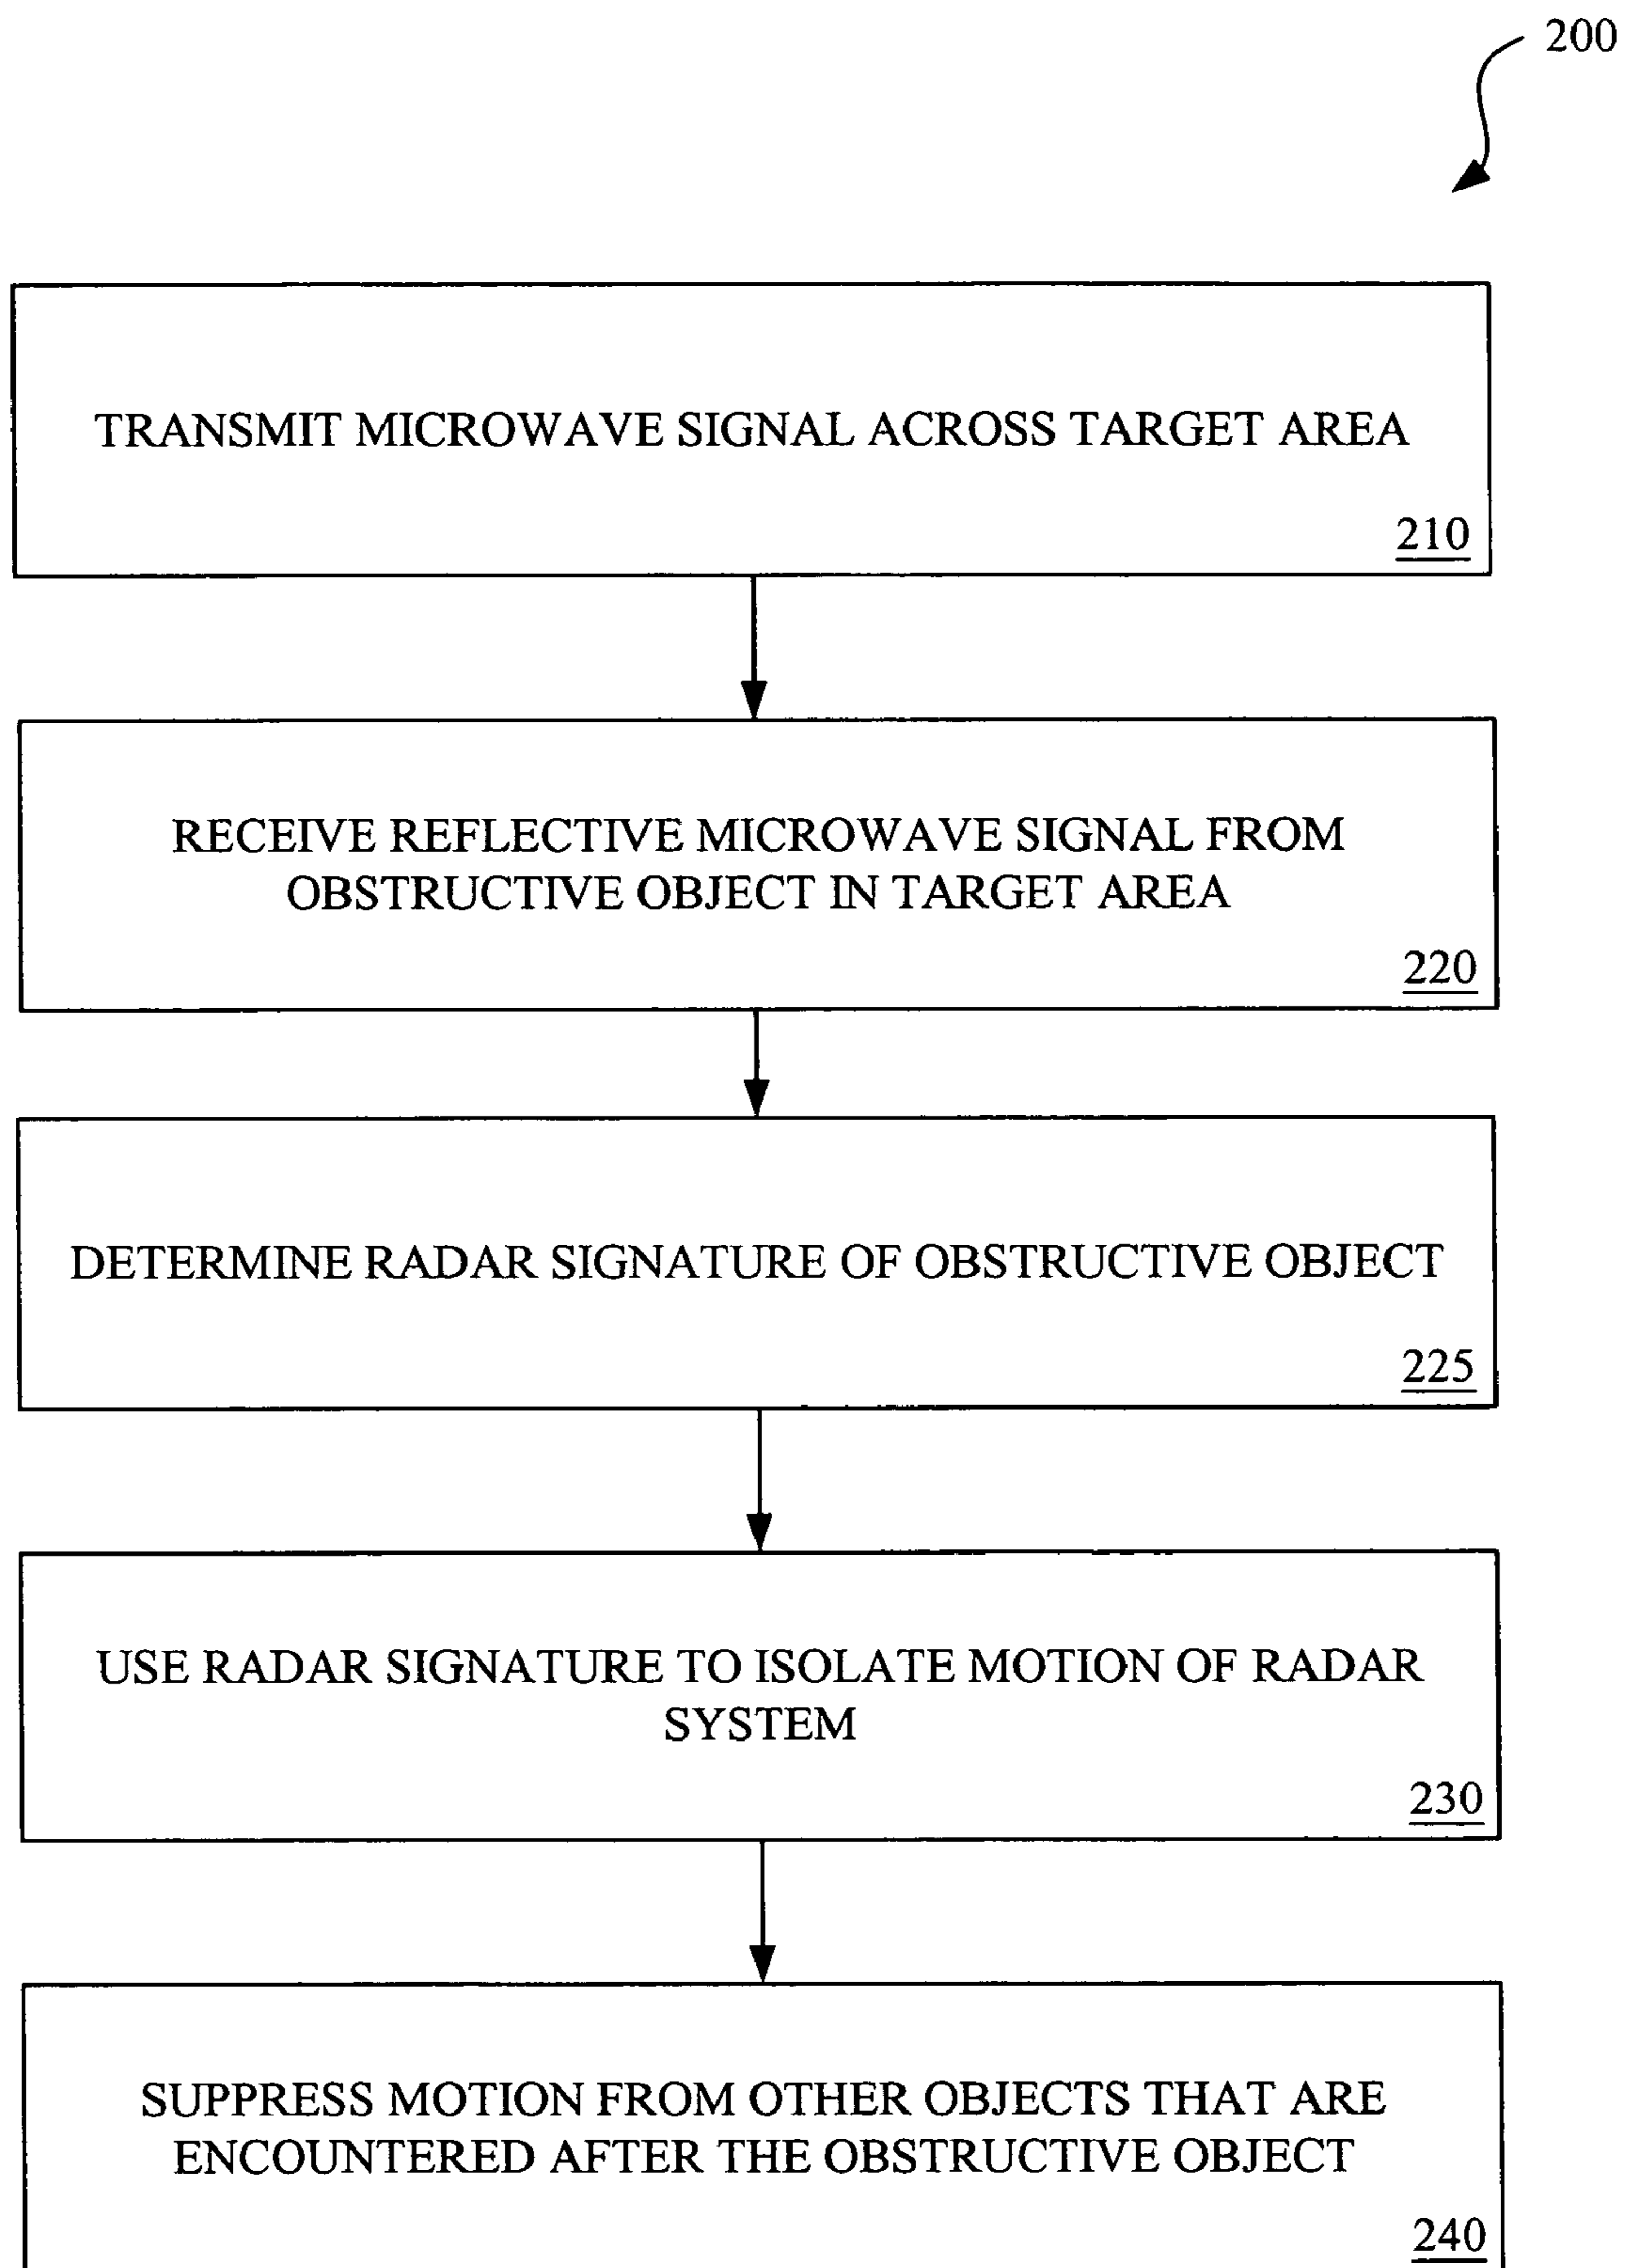 200
TRANSMIT MICROWAVE SIGNAL ACROSS TARGET AREA
210
RECEIVE REFLECTIVE MICROWAVE SIGNAL FROM
OBSTRUCTIVE OBJECT IN TARGET AREA
220
DETERMINE RADAR SIGNATURE OF OBSTRUCTIVE OBJECT
225
USE RADAR SIGNATURE TO ISOLATE MOTION OF RADAR
SYSTEM
230
SUPPRESS MOTION FROM OTHER OBJECTS THAT ARE
ENCOUNTERED AFTER THE OBSTRUCTIVE OBJECT
240